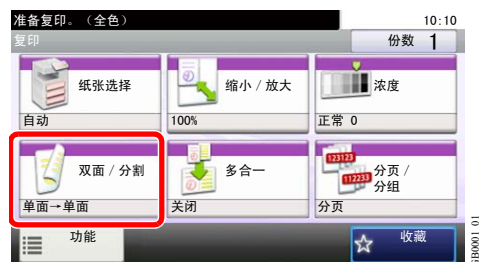 准备复印。（全色）
10:10
复印
份数 1
纸张选择
自动
缩小 / 放大
100%
浓度
正常 0
双面 / 分割
单面→单面
多合一
关闭
123123
112233
分页 /
分组
分页
功能
收藏